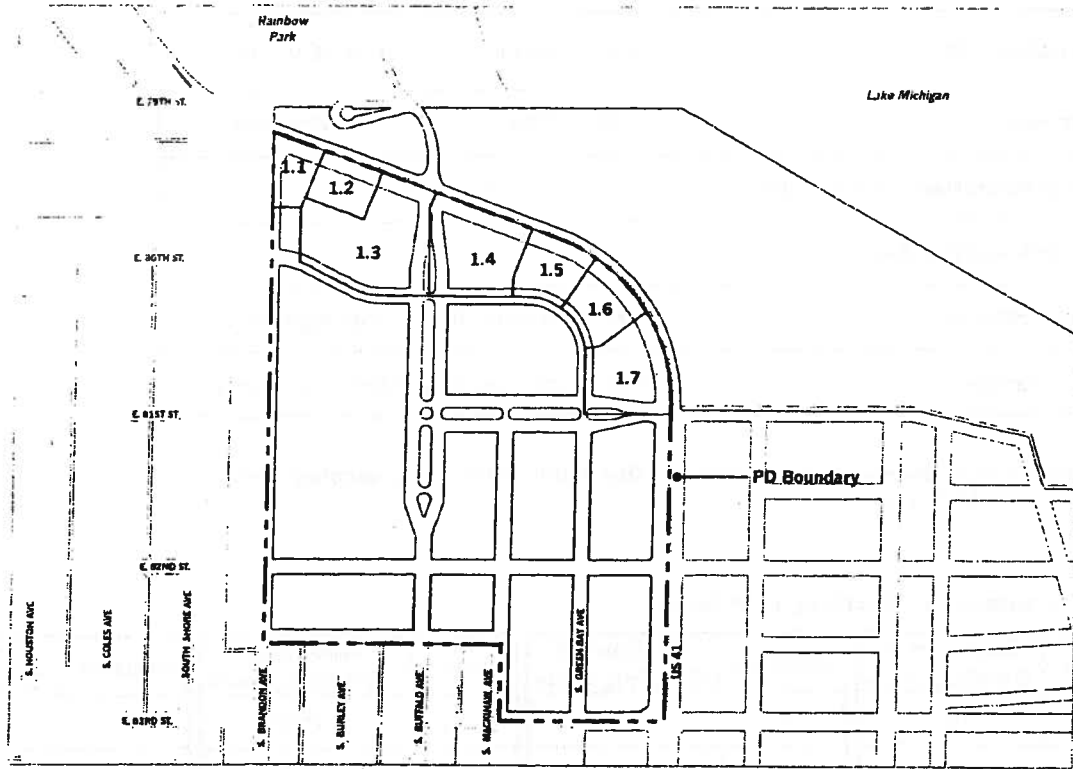 Rainbow
Park
Lake Michigan
E. 79TH ST.
1.1
1.2
1.3
1.4
1.5
1.6
1.7
E. 80TH ST.
E. 81ST ST.
PD Boundary
E. 82ND ST.
E. 83RD ST.
S. HOUSTON AVE
S. COLES AVE
SOUTH SHORE AVE
S. BRANDON AVE
S. BURLEY AVE
S. BUFFALO AVE
S. MACKINAW AVE
S. GREEN BAY AVE
US 41